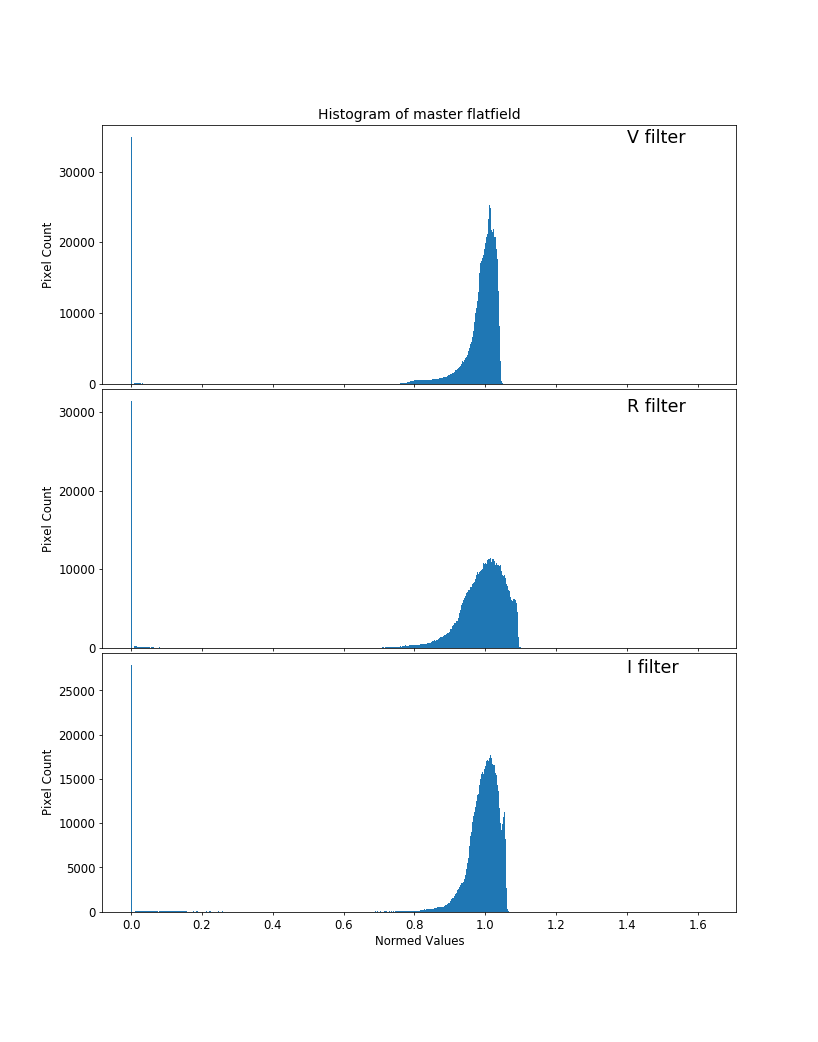 Histogram of master flatfield
V filter
30000
20000
10000
0
Pixel Count
R filter
30000
20000
10000
0
Pixel Count
I filter
25000
20000
15000
10000
5000
0
Pixel Count
0.0 0.2 0.4 0.6 0.8 1.0 1.2 1.4 1.6
Normed Values